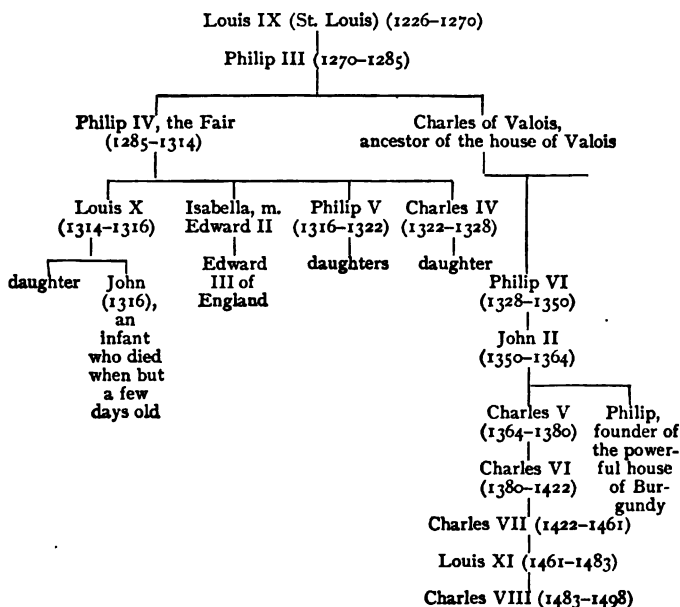 Louis IX (St. Louis) (1226–1270)
Philip III (1270–1285)
Philip IV, the Fair
(1285–1314)
Charles of Valois,
ancestor of the house of Valois
Louis X
(1314–1316)
Isabella, m.
Edward II
Philip V
(1316–1322)
Charles IV
(1322–1328)
daughter
John
(1316),
an
infant
who died
when but
a few
days old
Edward
III of
England
daughters
daughter
Philip VI
(1328–1350)
John II
(1350–1364)
Charles V
(1364–1380)
Philip,
founder of
the power-
ful house
of Bur-
gundy
Charles VI
(1380–1422)
Charles VII (1422–1461)
Louis XI (1461–1483)
Charles VIII (1483–1498)